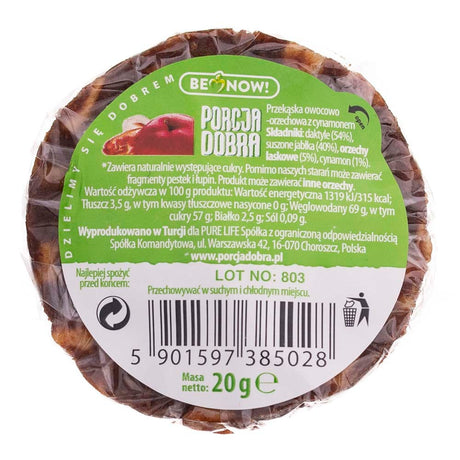 DZIELIMY SIĘ DOBREM
BE NOW!
PORCJA
DOBRA
open
Przekąska owocowo
-orzechowa z cynamonem
Składniki: daktyle (54%),
suszone jabłka (40%), orzechy
laskowe (5%), cynamon (1%).
*Zawiera naturalnie występujące cukry. Pomimo naszych starań może zawierać
fragmenty pestek i łupin. Produkt może zawierać inne orzechy.
Wartość odżywcza w 100 g produktu: Wartość energetyczna 1319 kJ/315 kcal;
Tłuszcz 3,5 g, w tym kwasy tłuszczowe nasycone 0 g; Węglowodany 69 g, w tym
cukry 57 g; Białko 2,5 g; Sól 0,09 g.
Wyprodukowano w Turcji dla PURE LIFE Spółka z ograniczoną odpowiedzialnością
Spółka Komandytowa, ul. Warszawska 42, 16-070 Choroszcz, Polska
www.porcjadobra.pl
LOT NO: 803
Najlepiej spożyć
przed końcem:
Przechowywać w suchym i chłodnym miejscu.
5 901597 385028
Masa
netto: 20 g e